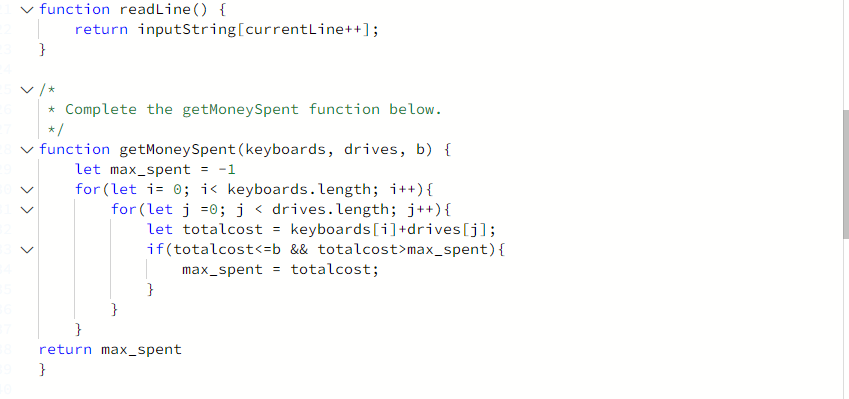 function readLine() {
    return inputString[currentLine++];
}
/*
 * Complete the getMoneySpent function below.
 */
function getMoneySpent(keyboards, drives, b) {
    let max_spent = -1
    for(let i= 0; i< keyboards.length; i++){
        for(let j =0; j < drives.length; j++){
            let totalcost = keyboards[i]+drives[j];
            if(totalcost<=b && totalcost>max_spent){
                max_spent = totalcost;
            }
        }
    }
return max_spent
}